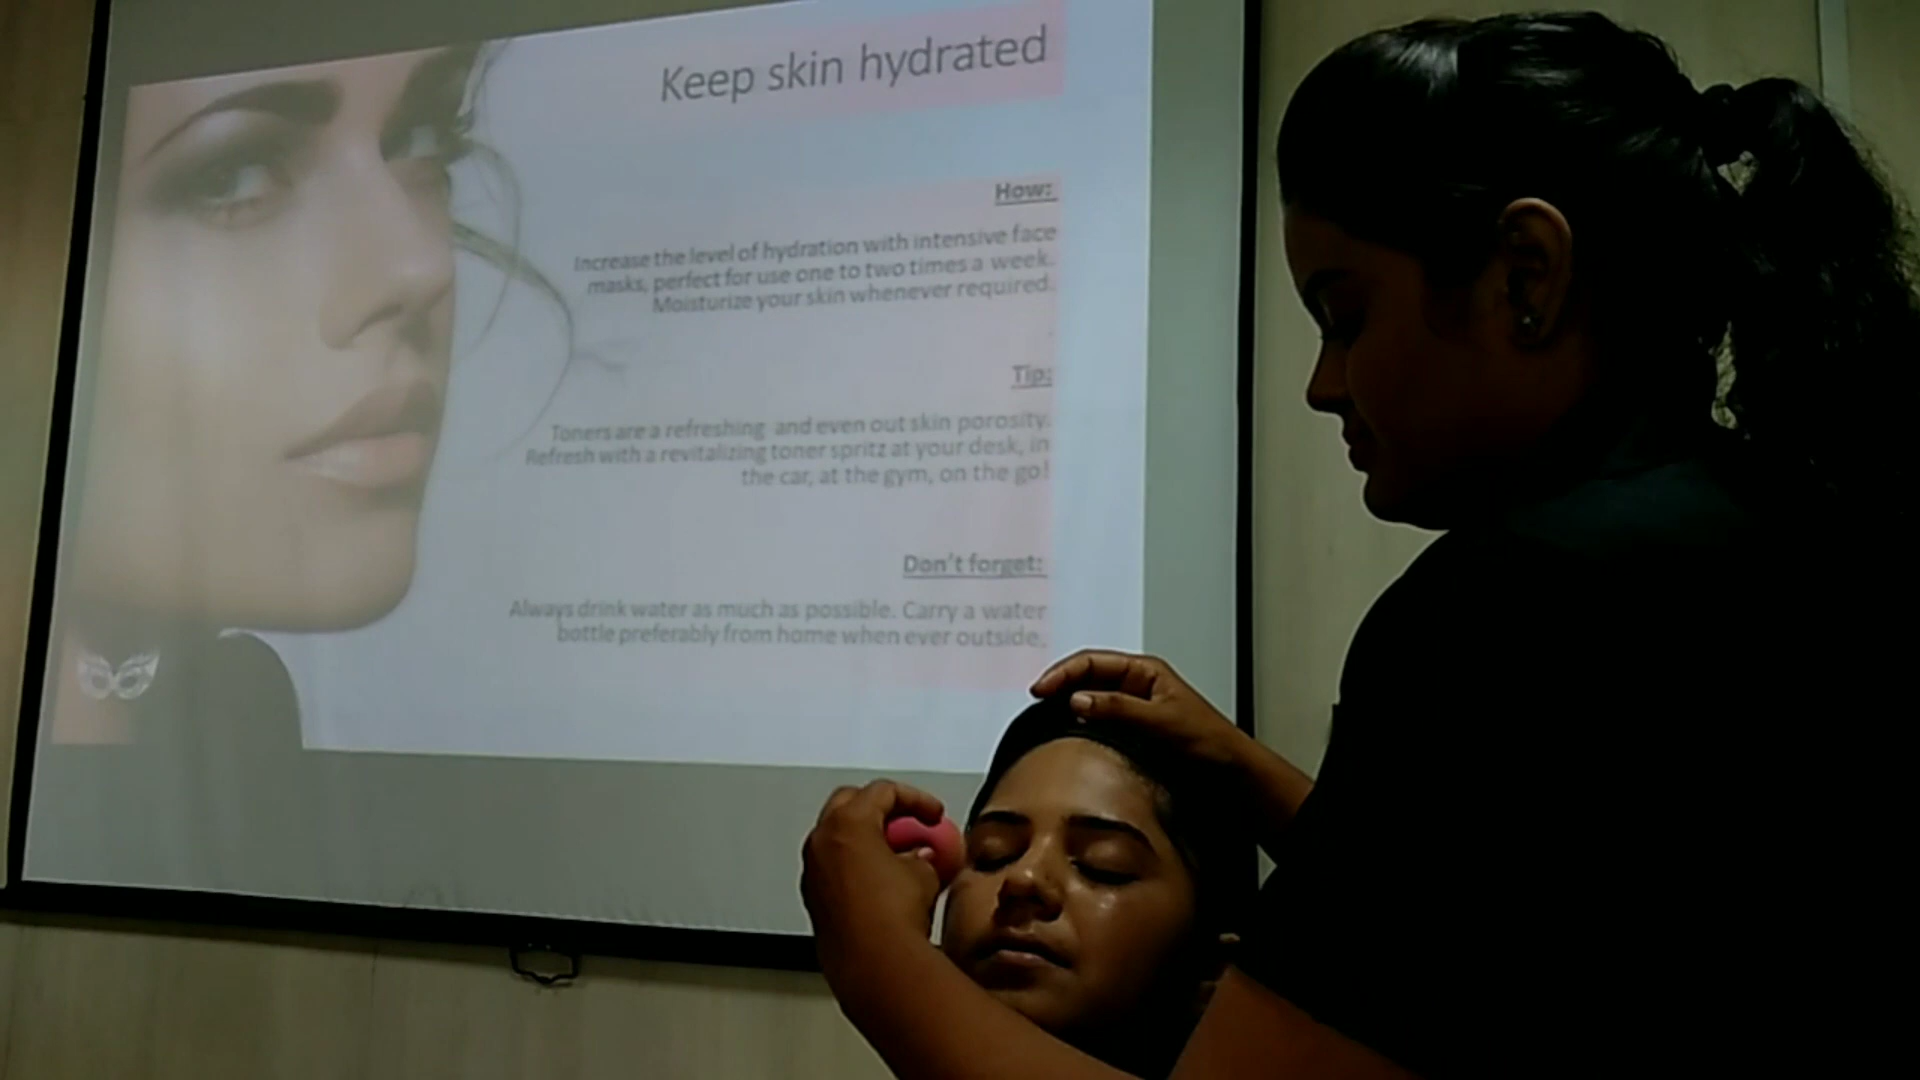 Keep skin hydrated
How:
Increase the level of hydration with intensive face
masks, perfect for use one to two times a week.
Moisturize your skin whenever required.
Tip:
Toners are a refreshing and even out skin porosity.
Refresh with a revitalizing toner spritz at your desk, in
the car, at the gym, on the go!
Don't forget:
Always drink water as much as possible. Carry a water
bottle preferably from home when ever outside.